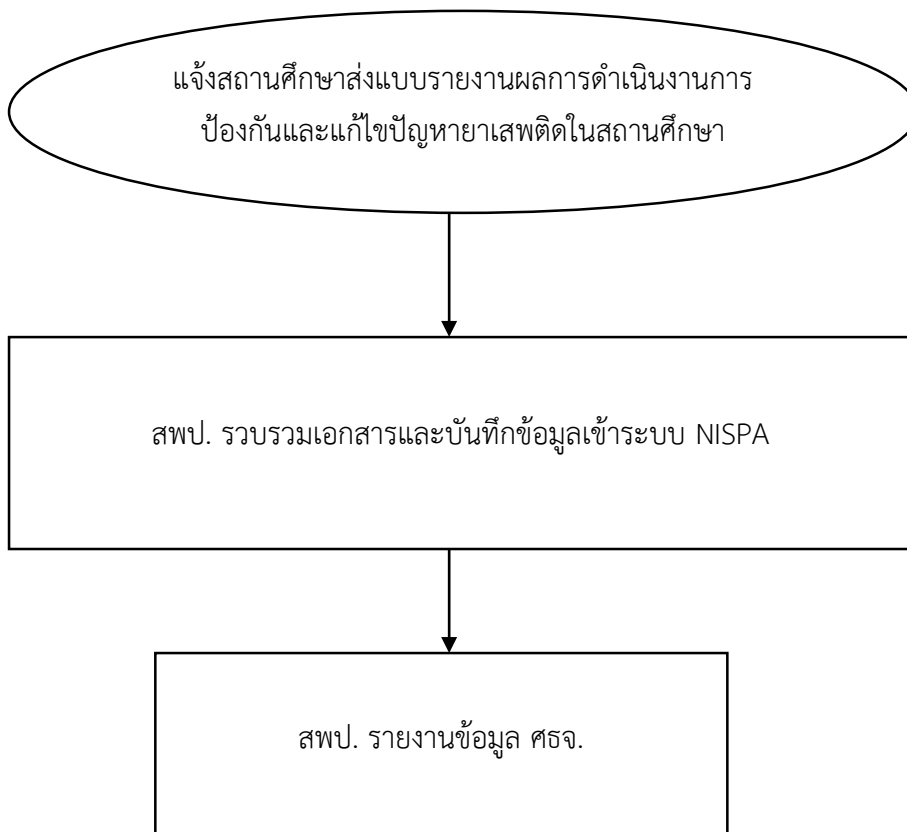 แจ้งสถานศึกษาส่งแบบรายงานผลการดำเนินงานการ
ป้องกันและแก้ไขปัญหายาเสพติดในสถานศึกษา
สพป. รวบรวมเอกสารและบันทึกข้อมูลเข้าระบบ NISPA
สพป. รายงานข้อมูล ศธจ.